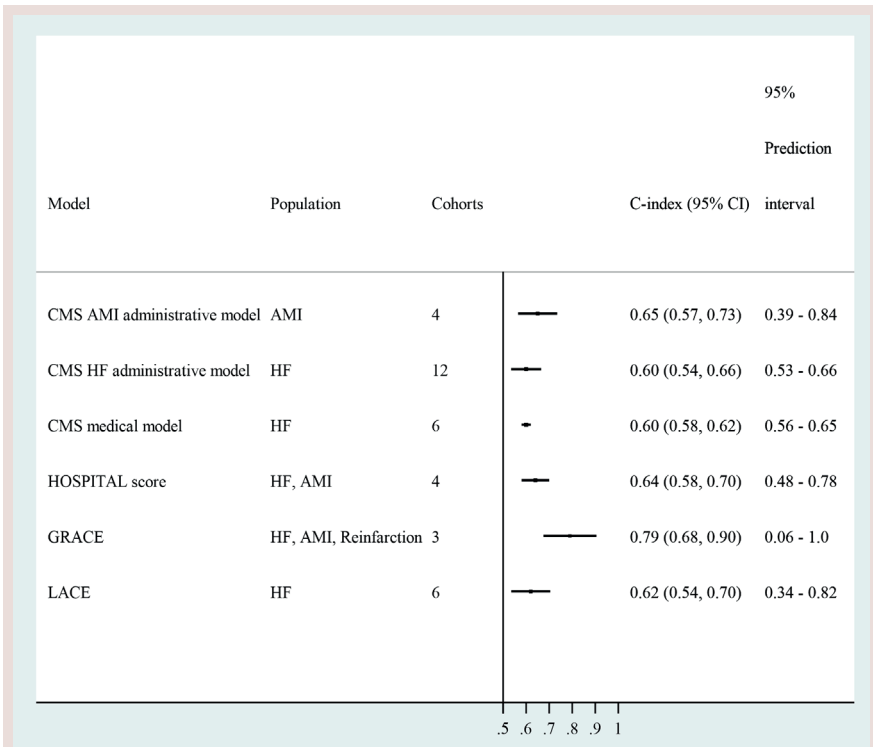 95%
Prediction
Model Population Cohorts C-index (95% CI) interval
CMS AMI administrative model AMI 4 0.65 (0.57, 0.73) 0.39 - 0.84
CMS HF administrative model HF 12 0.60 (0.54, 0.66) 0.53 - 0.66
CMS medical model HF 6 0.60 (0.58, 0.62) 0.56 - 0.65
HOSPITAL score HF, AMI 4 0.64 (0.58, 0.70) 0.48 - 0.78
GRACE HF, AMI, Reinfarction 3 0.79 (0.68, 0.90) 0.06 - 1.0
LACE HF 6 0.62 (0.54, 0.70) 0.34 - 0.82
.5 .6 .7 .8 .9 1